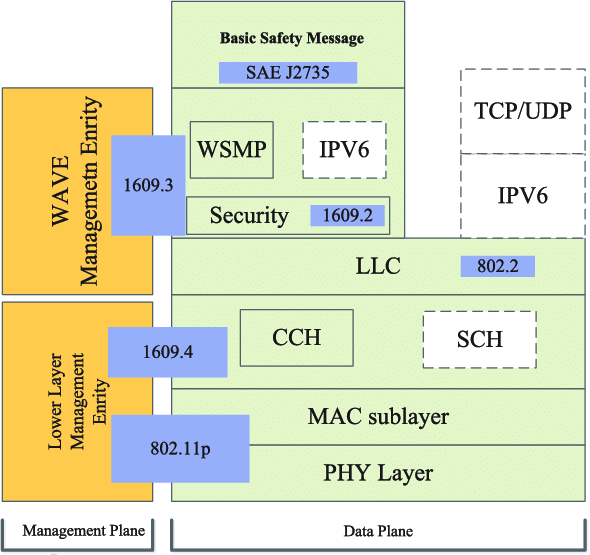 Basic Safety Message
SAE J2735
TCP/UDP
IPV6
WAVE
Managemetn Enrity
1609.3
WSMP
IPV6
Security
1609.2
LLC
802.2
Lower Layer
Management
Enrity
1609.4
CCH
SCH
MAC sublayer
802.11p
PHY Layer
Management Plane
Data Plane